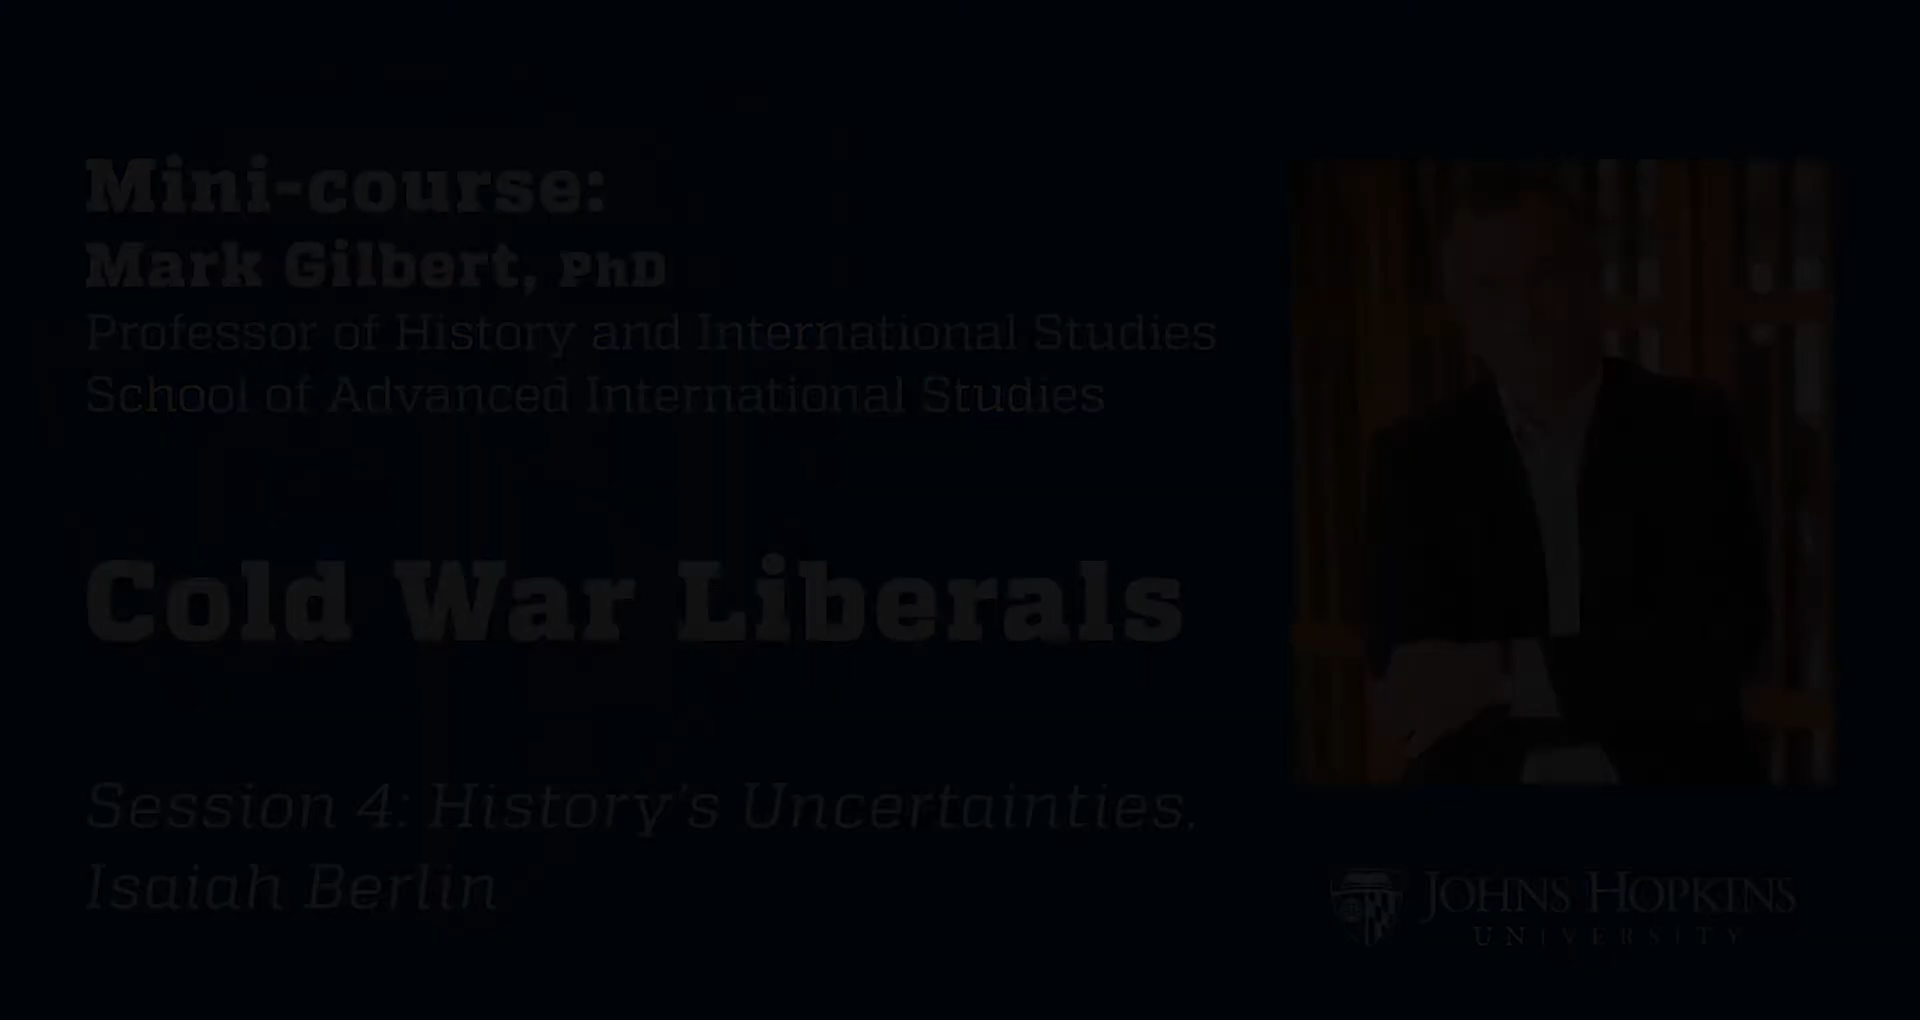 Mini-course:
Mark Gilbert, PhD
Professor of History and International Studies
School of Advanced International Studies
Cold War Liberals
Session 4: History's Uncertainties.
Isaiah Berlin
JOHNS HOPKINS
UNIVERSITY